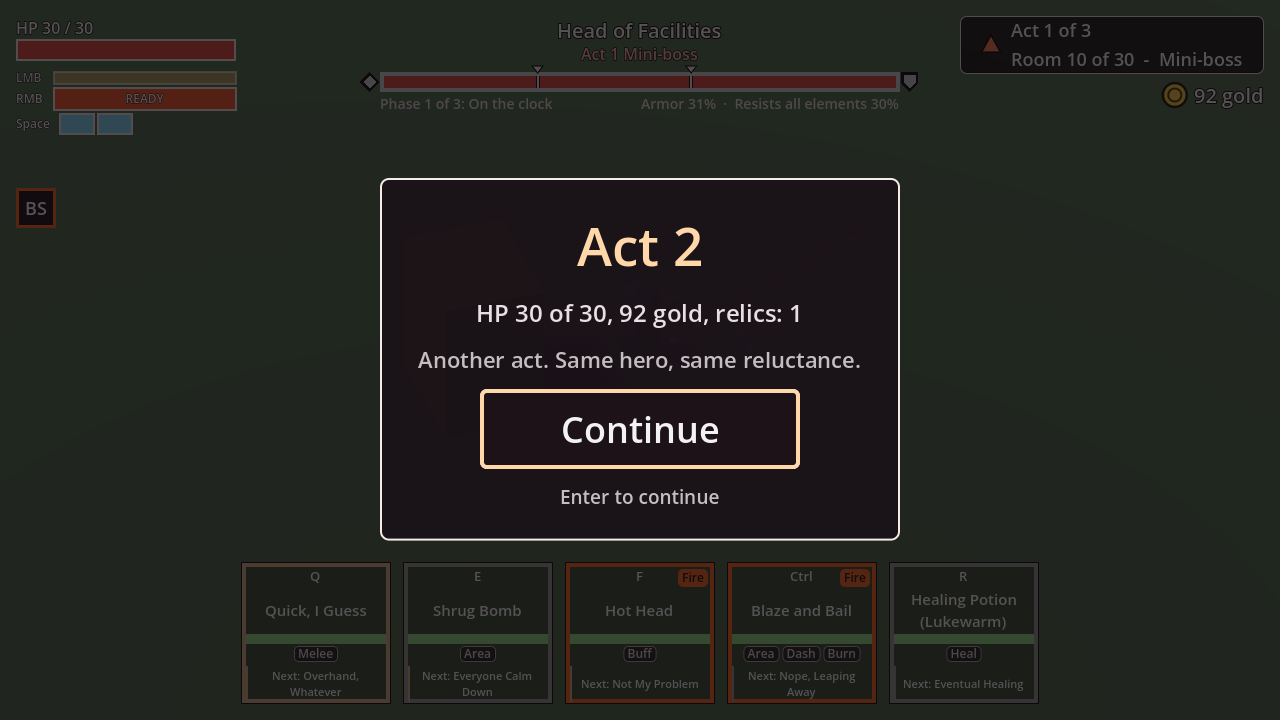 HP 30 / 30
LMB
RMB
READY
Space
BS
Head of Facilities
Act 1 Mini-boss
Phase 1 of 3: On the clock
Armor 31%  ·  Resists all elements 30%
Act 1 of 3
Room 10 of 30  -  Mini-boss
92 gold
Act 2
HP 30 of 30, 92 gold, relics: 1
Another act. Same hero, same reluctance.
Continue
Enter to continue
Q
Quick, I Guess
Melee
Next: Overhand,
Whatever
E
Shrug Bomb
Area
Next: Everyone Calm
Down
F
Fire
Hot Head
Buff
Next: Not My Problem
Ctrl
Fire
Blaze and Bail
Area Dash Burn
Next: Nope, Leaping
Away
R
Healing Potion
(Lukewarm)
Heal
Next: Eventual Healing